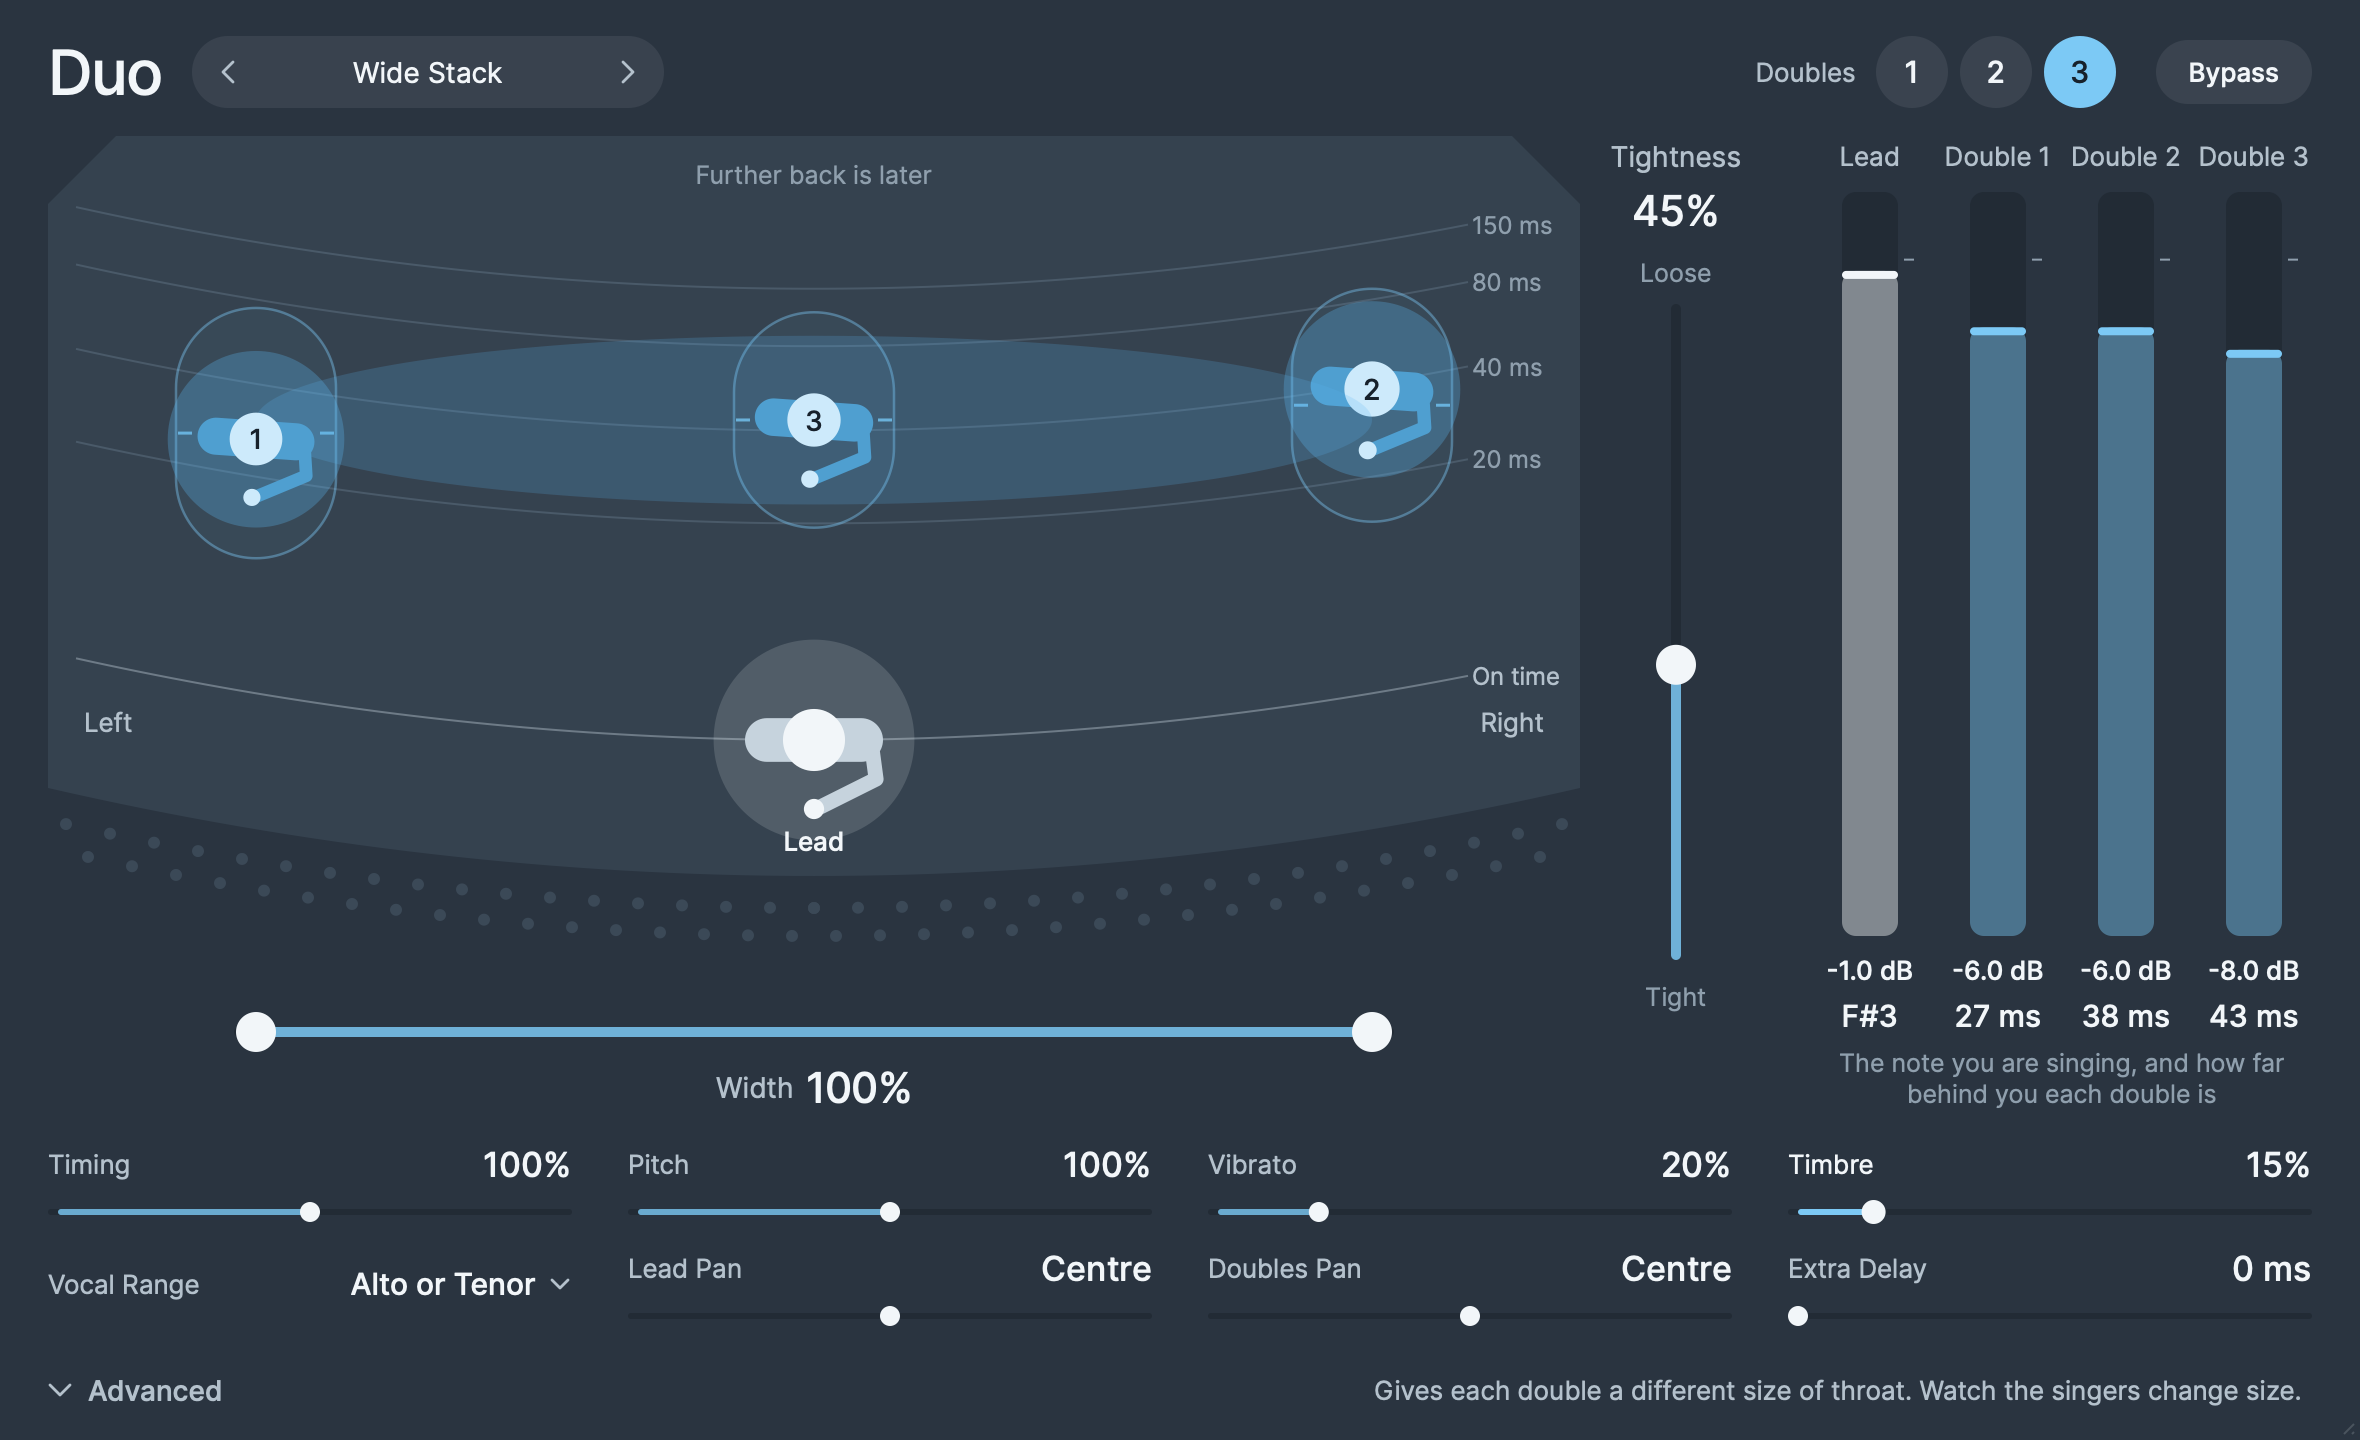 Duo
Wide Stack
Doubles 1 2 3 Bypass
Further back is later
150 ms
80 ms
40 ms
20 ms
1
3
2
On time
Left
Right
Lead
Width 100%
Tightness
45%
Loose
Tight
Lead Double 1 Double 2 Double 3
-1.0 dB -6.0 dB -6.0 dB -8.0 dB
F#3 27 ms 38 ms 43 ms
The note you are singing, and how far
behind you each double is
Timing 100% Pitch 100% Vibrato 20% Timbre 15%
Vocal Range Alto or Tenor Lead Pan Centre Doubles Pan Centre Extra Delay 0 ms
Advanced
Gives each double a different size of throat. Watch the singers change size.